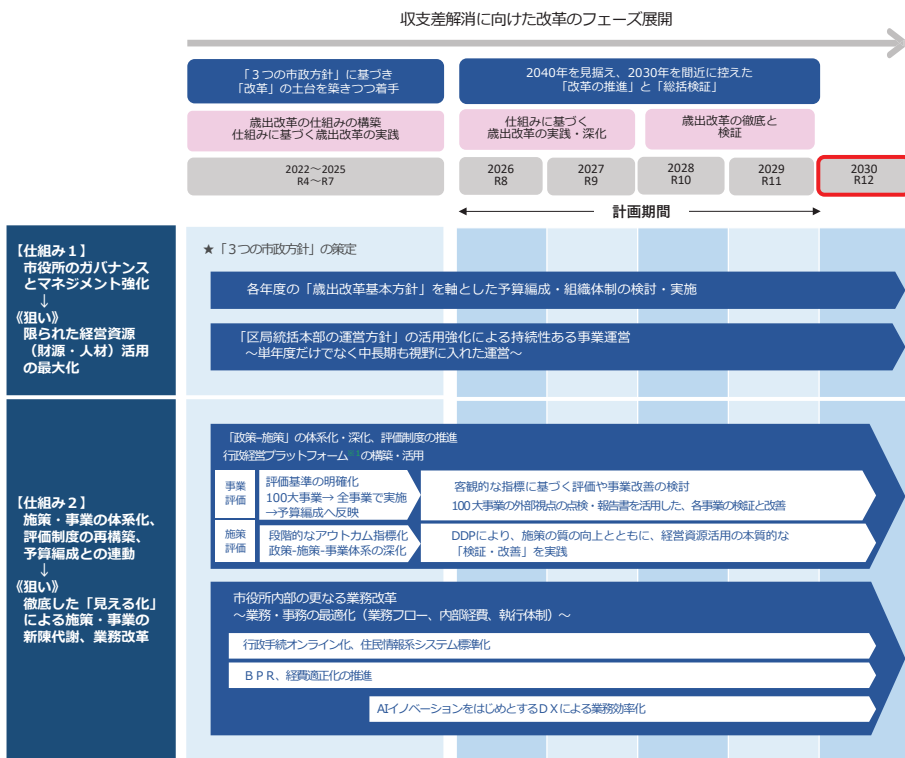 収支差解消に向けた改革のフェーズ展開
「３つの市政方針」に基づき
「改革」の土台を築きつつ着手
2040年を見据え、2030年を間近に控えた
「改革の推進」と「総括検証」
歳出改革の仕組みの構築
仕組みに基づく歳出改革の実践
仕組みに基づく
歳出改革の実践・深化
歳出改革の徹底と
検証
2022～2025
R4～R7
2026
R8
2027
R9
2028
R10
2029
R11
2030
R12
計画期間
【仕組み１】
市役所のガバナンス
とマネジメント強化
↓
《狙い》
限られた経営資源
（財源・人材）活用
の最大化
★「３つの市政方針」の策定
各年度の「歳出改革基本方針」を軸とした予算編成・組織体制の検討・実施
「区局統括本部の運営方針」の活用強化による持続性ある事業運営
～単年度だけでなく中長期も視野に入れた運営～
【仕組み２】
施策・事業の体系化、
評価制度の再構築、
予算編成との連動
↓
《狙い》
徹底した「見える化」
による施策・事業の
新陳代謝、業務改革
「政策–施策」の体系化・深化、評価制度の推進
行政経営プラットフォーム の構築・活用
事業
評価
評価基準の明確化
100大事業→ 全事業で実施
→予算編成へ反映
客観的な指標に基づく評価や事業改善の検討
100大事業の外部視点の点検・報告書を活用した、各事業の検証と改善
施策
評価
段階的なアウトカム指標化
政策-施策-事業体系の深化
DDPにより、施策の質の向上とともに、経営資源活用の本質的な
「検証・改善」を実践
市役所内部の更なる業務改革
～業務・事務の最適化（業務フロー、内部経費、執行体制）～
行政手続オンライン化、住民情報系システム標準化
ＢＰＲ、経費適正化の推進
AIイノベーションをはじめとするＤＸによる業務効率化